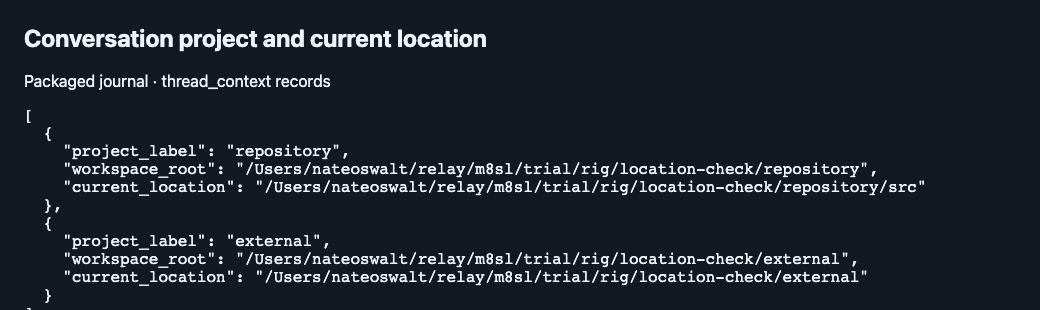 Conversation project and current location
Packaged journal · thread_context records
[
  {
    "project_label": "repository",
    "workspace_root": "/Users/nateoswalt/relay/m8sl/trial/rig/location-check/repository",
    "current_location": "/Users/nateoswalt/relay/m8sl/trial/rig/location-check/repository/src"
  },
  {
    "project_label": "external",
    "workspace_root": "/Users/nateoswalt/relay/m8sl/trial/rig/location-check/external",
    "current_location": "/Users/nateoswalt/relay/m8sl/trial/rig/location-check/external"
  }